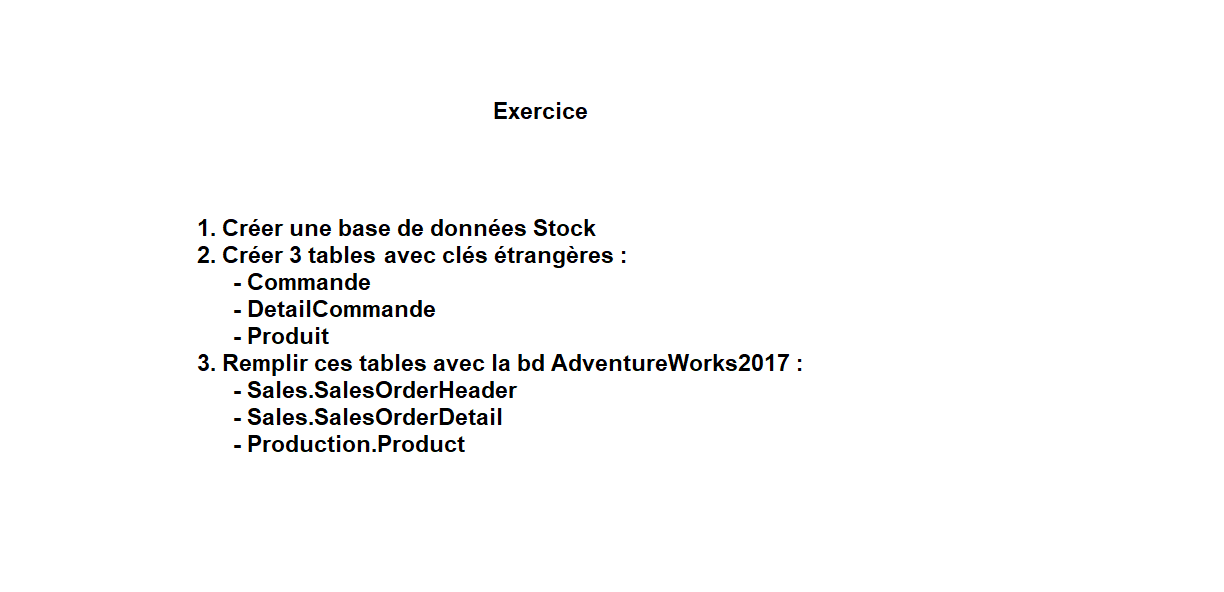 Exercice
1. Créer une base de données Stock
2. Créer 3 tables avec clés étrangères :
- Commande
- DetailCommande
- Produit
3. Remplir ces tables avec la bd AdventureWorks2017 :
- Sales.SalesOrderHeader
- Sales.SalesOrderDetail
- Production.Product